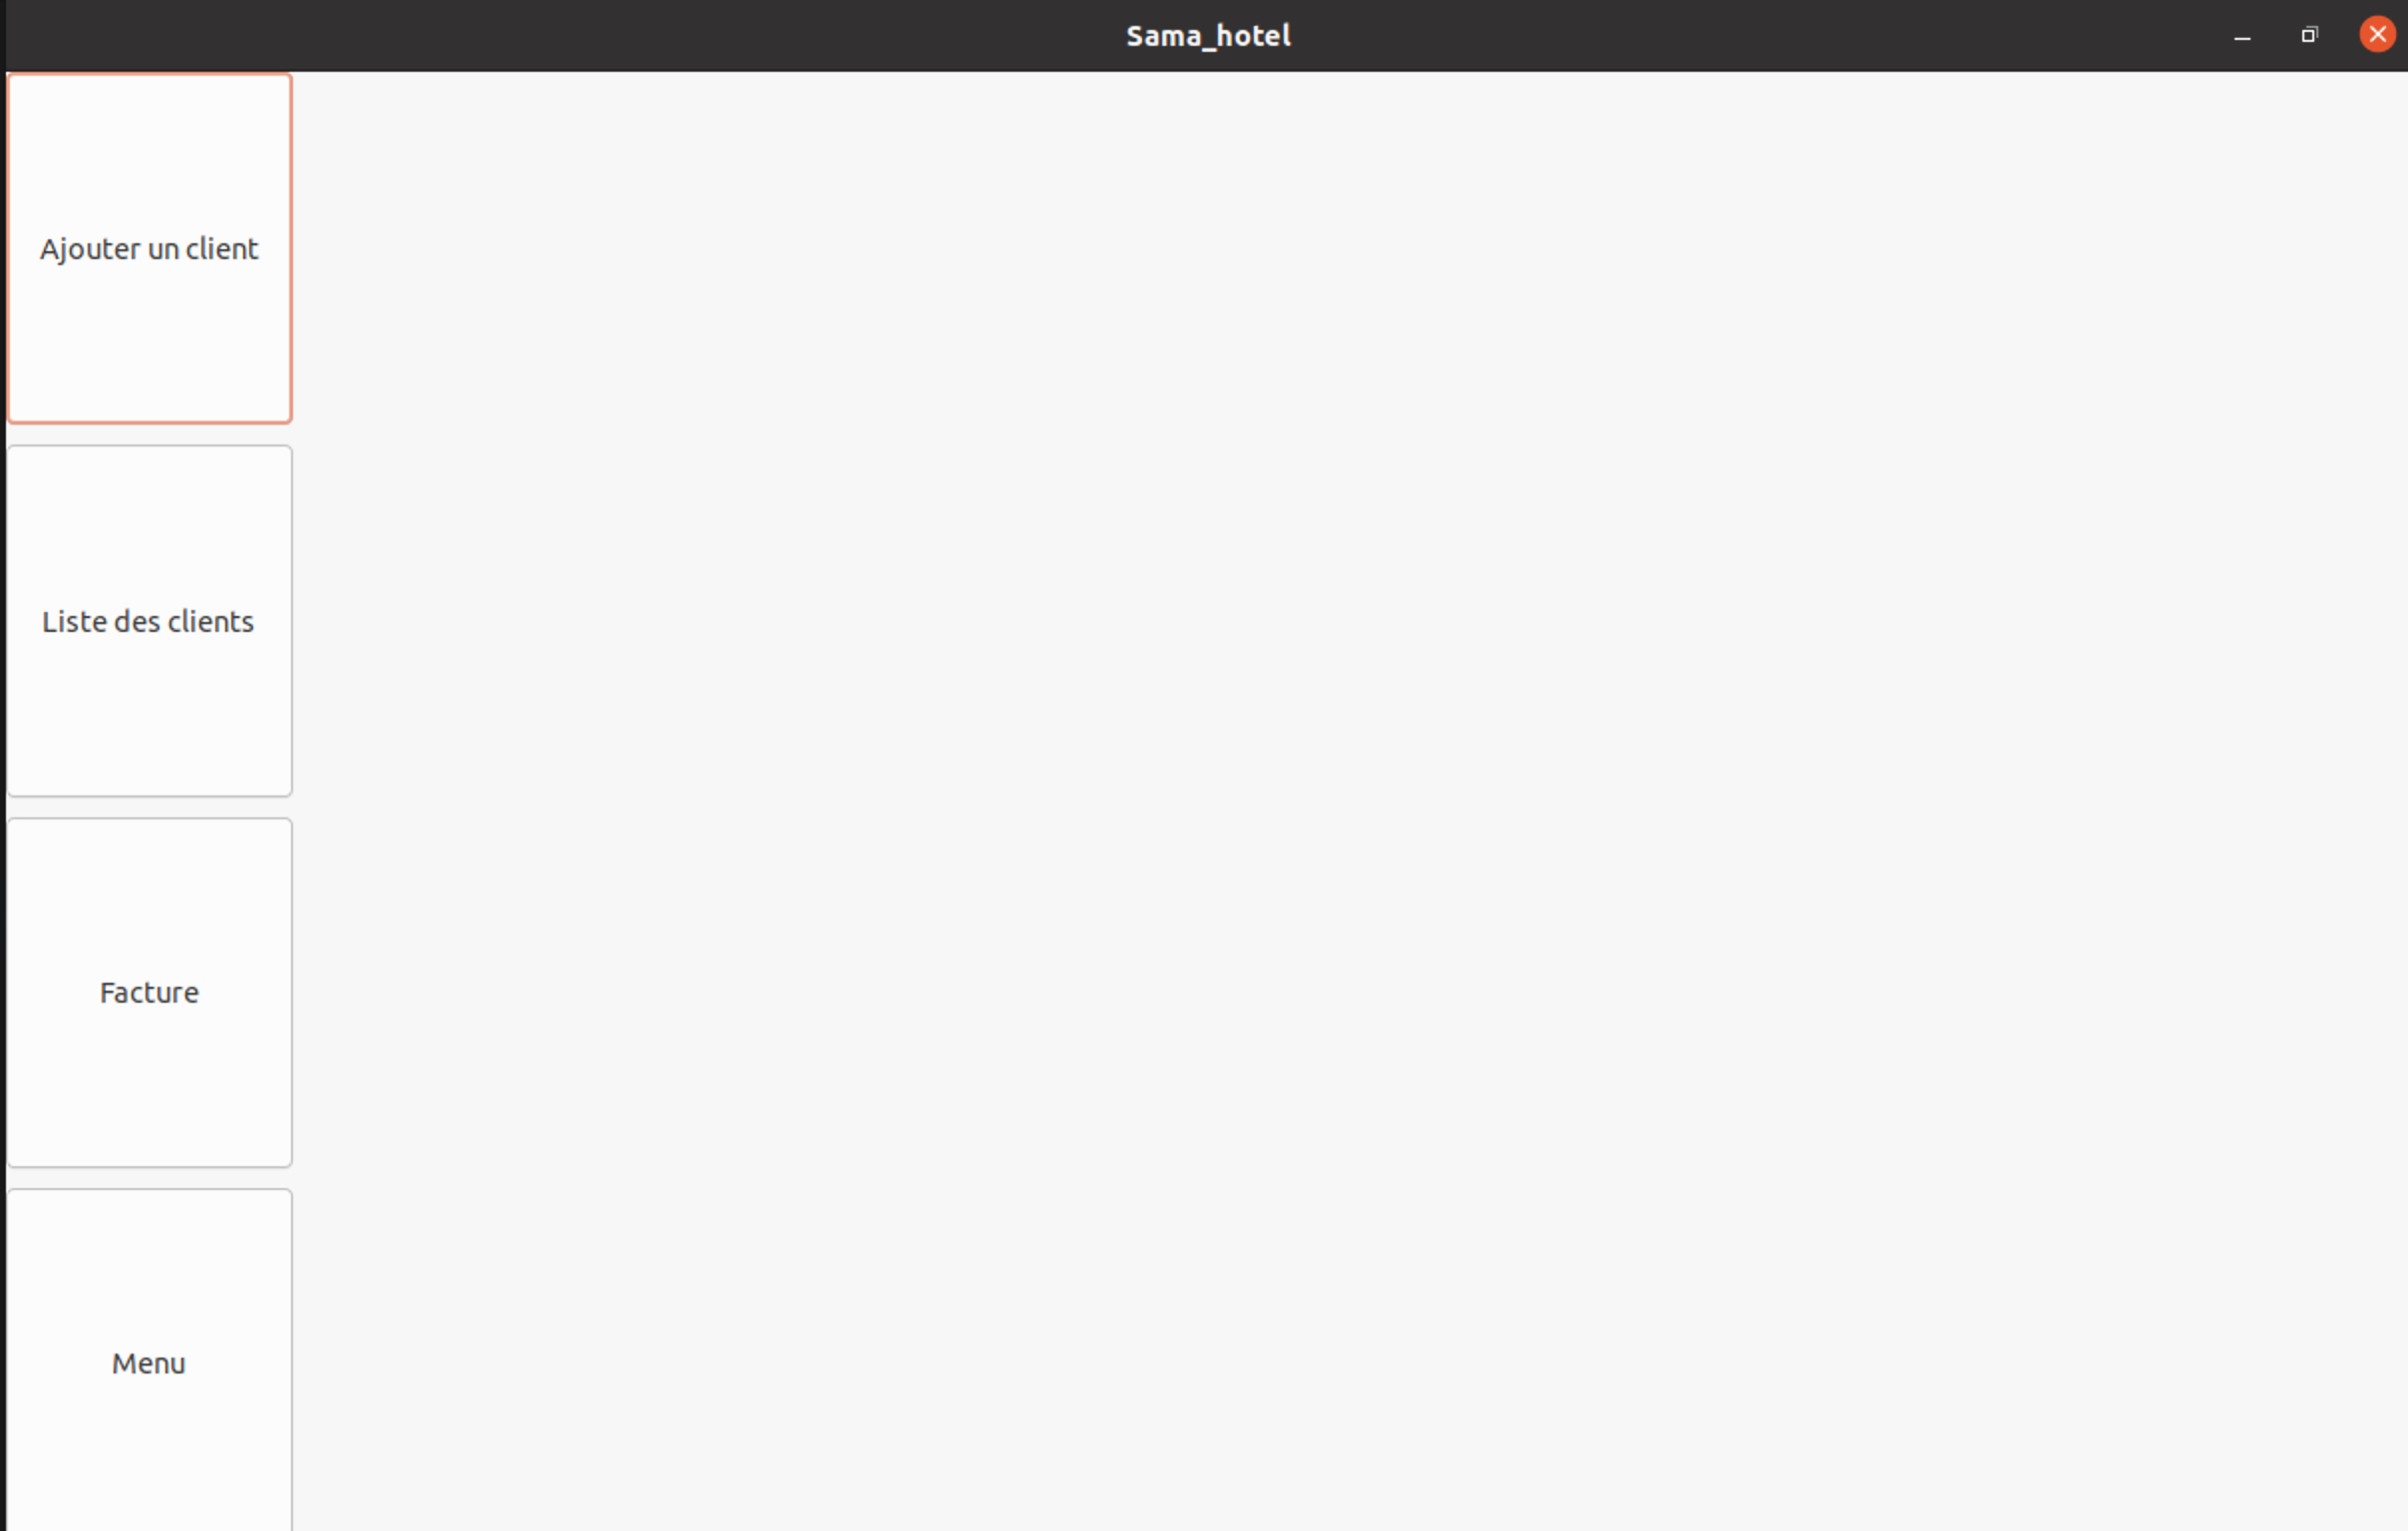 Sama_hotel
Ajouter un client
Liste des clients
Facture
Menu